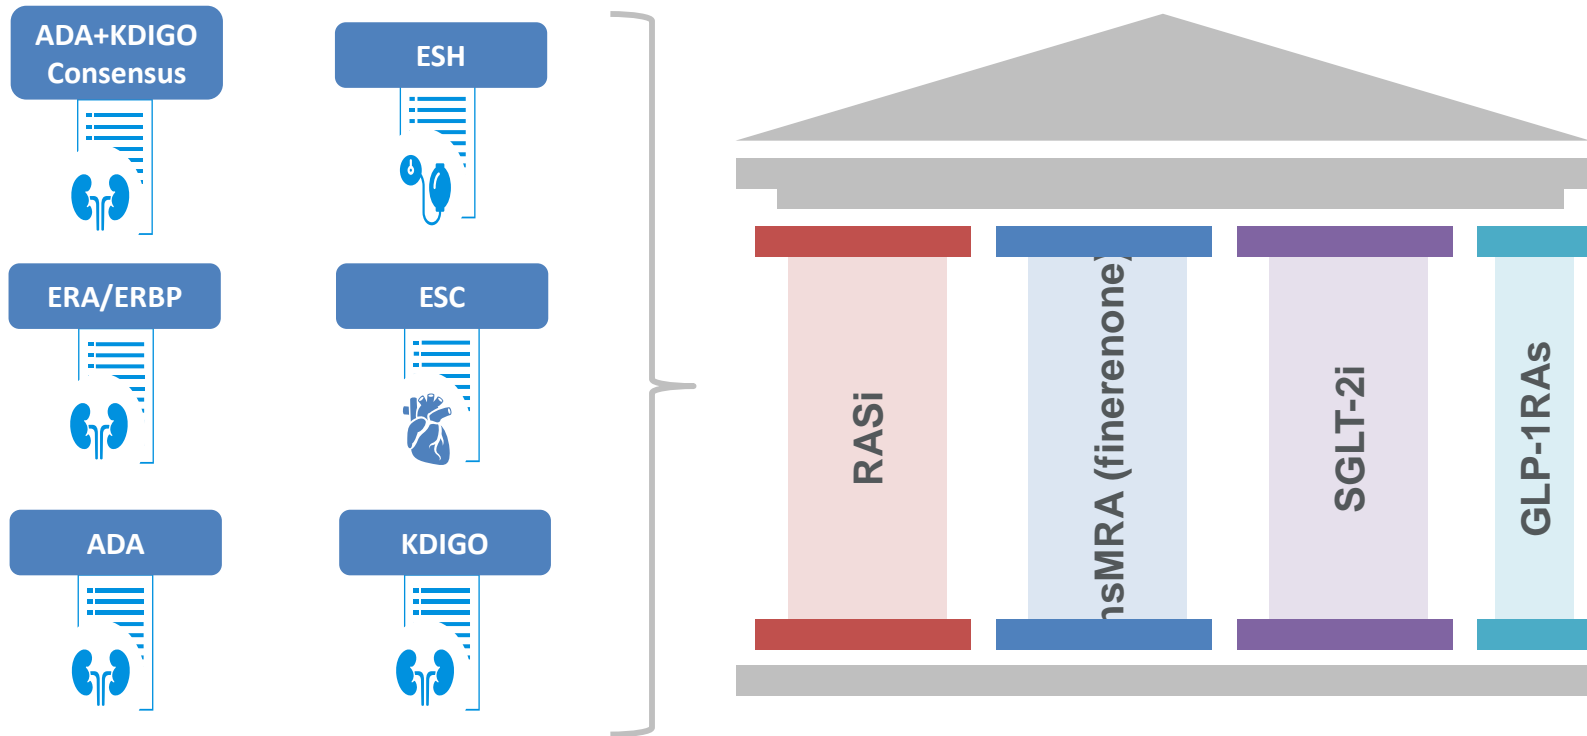 ADA+KDIGO
Consensus
ESH
ERA/ERBP
ESC
ADA
KDIGO
RASi
nsMRA (finerenone)
SGLT-2i
GLP-1RAs